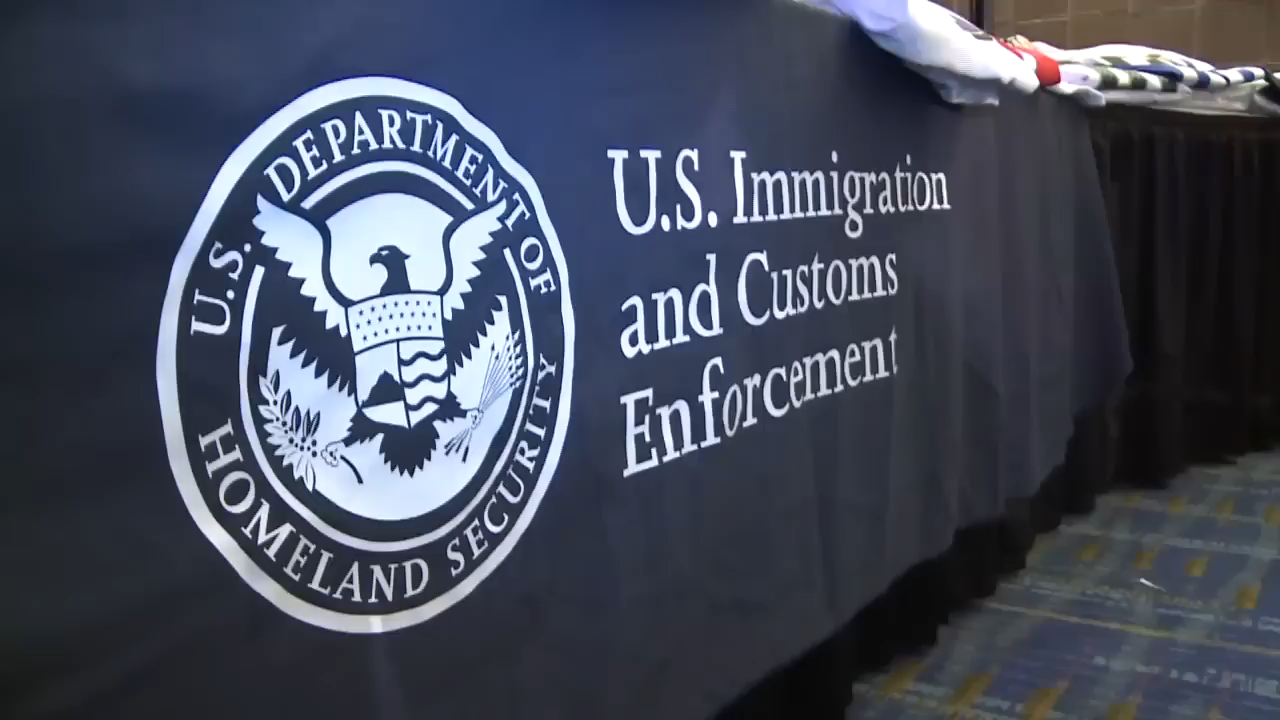 U.S. DEPARTMENT OF
HOMELAND SECURITY
U.S. Immigration
and Customs
Enforcement